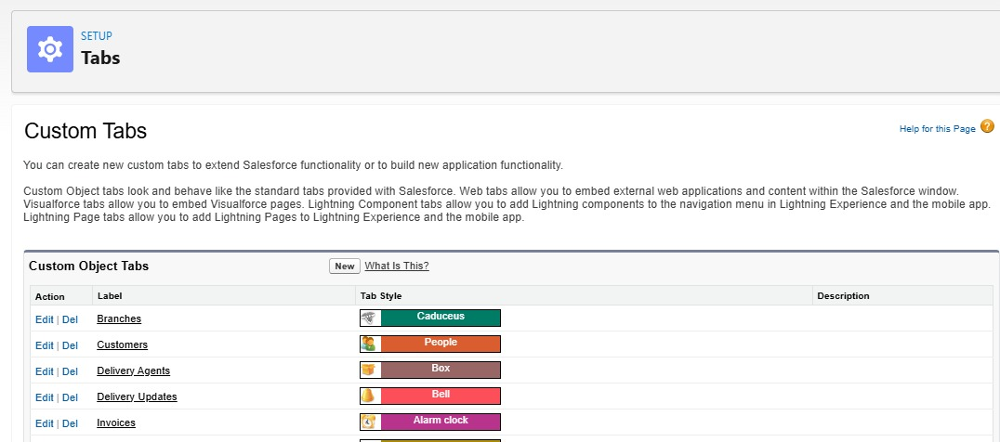 SETUP
Tabs
Custom Tabs
Help for this Page ?
You can create new custom tabs to extend Salesforce functionality or to build new application functionality.
Custom Object tabs look and behave like the standard tabs provided with Salesforce. Web tabs allow you to embed external web applications and content within the Salesforce window.
Visualforce tabs allow you to embed Visualforce pages. Lightning Component tabs allow you to add Lightning components to the navigation menu in Lightning Experience and the mobile app.
Lightning Page tabs allow you to add Lightning Pages to Lightning Experience and the mobile app.
Custom Object Tabs New What Is This?
Action Label Tab Style Description
Edit | Del Branches Caduceus
Edit | Del Customers People
Edit | Del Delivery Agents Box
Edit | Del Delivery Updates Bell
Edit | Del Invoices Alarm clock